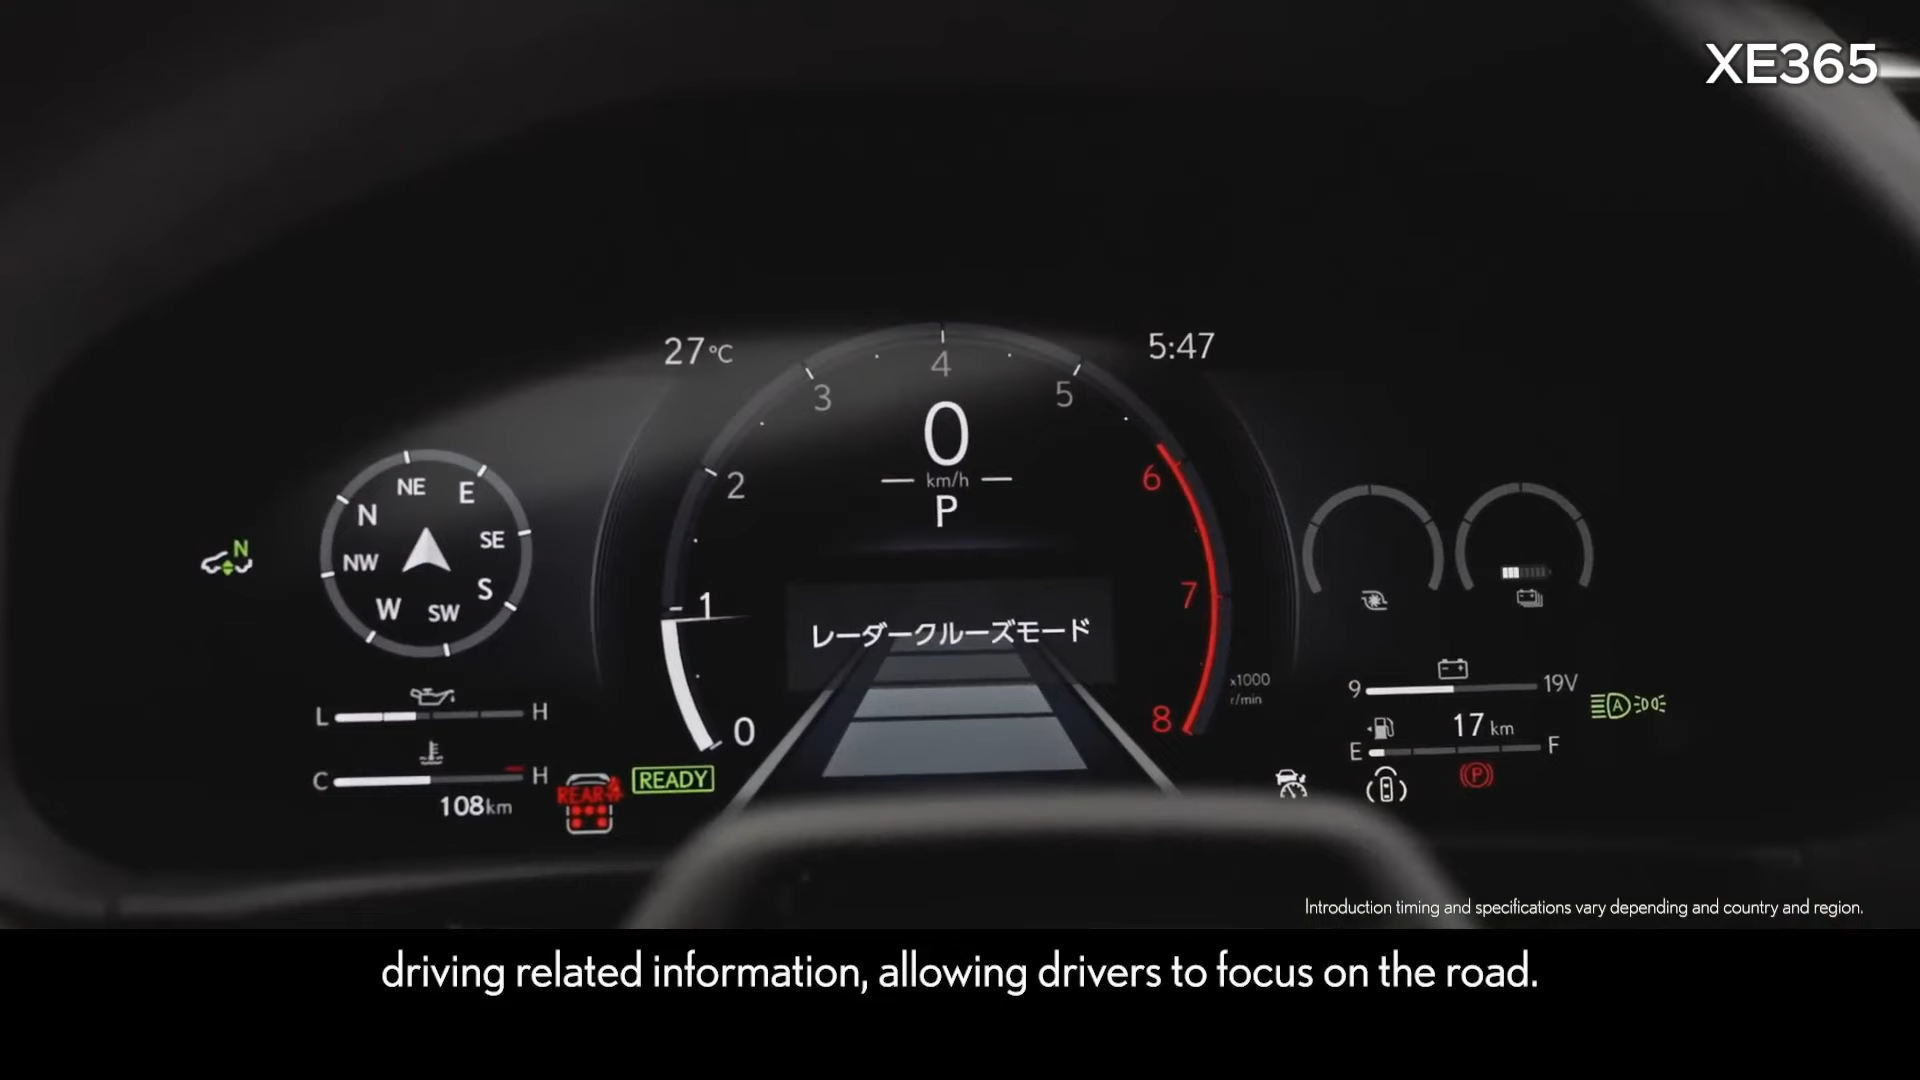 XE365
27°C
5:47
4
3
5
0
km/h
P
2
6
NE
E
N
SE
NW
S
W
SW
N
1
7
レーダークルーズモード
x1000
r/min
8
0
L
H
C
H
108km
REAR
READY
9
19V
17 km
E
F
A
P
Introduction timing and specifications vary depending and country and region.
driving related information, allowing drivers to focus on the road.